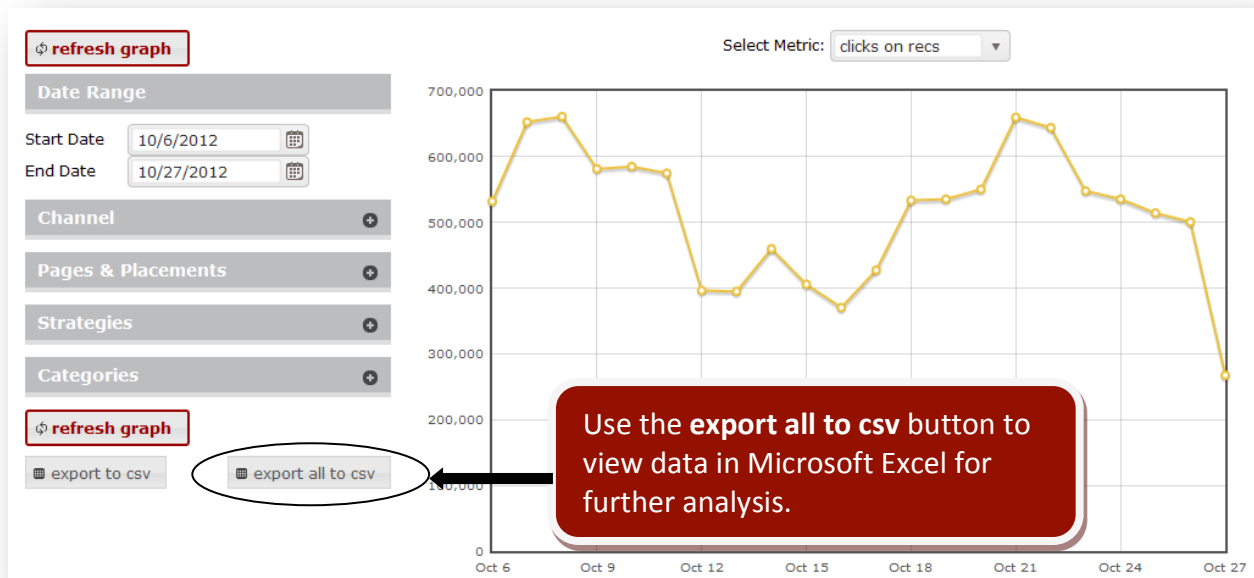 refresh graph
Select Metric: clicks on recs
Date Range
Start Date 10/6/2012
End Date 10/27/2012
Channel
Pages & Placements
Strategies
Categories
refresh graph
export to csv export all to csv
700,000
600,000
500,000
400,000
300,000
200,000
100,000
0
Oct 6 Oct 9 Oct 12 Oct 15 Oct 18 Oct 21 Oct 24 Oct 27
Use the export all to csv button to
view data in Microsoft Excel for
further analysis.